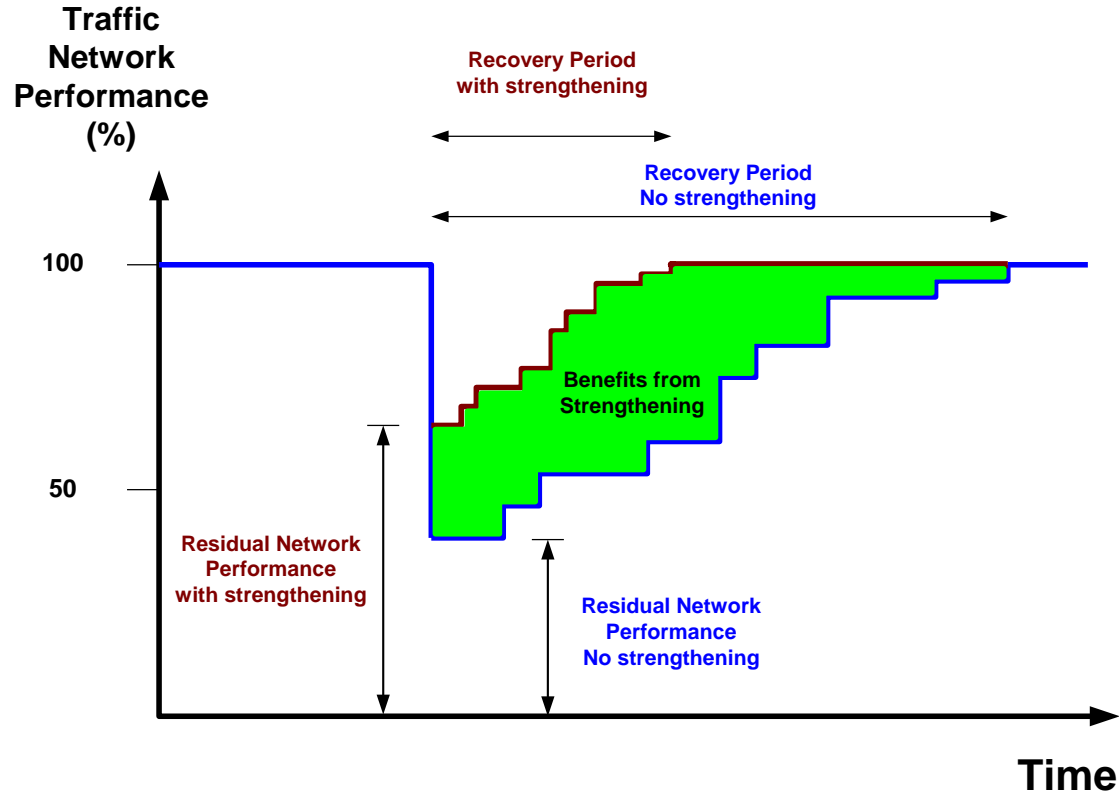 Traffic
Network
Performance
(%)
Recovery Period
with strengthening
Recovery Period
No strengthening
100
Benefits from
Strengthening
50
Residual Network
Performance
with strengthening
Residual Network
Performance
No strengthening
Time